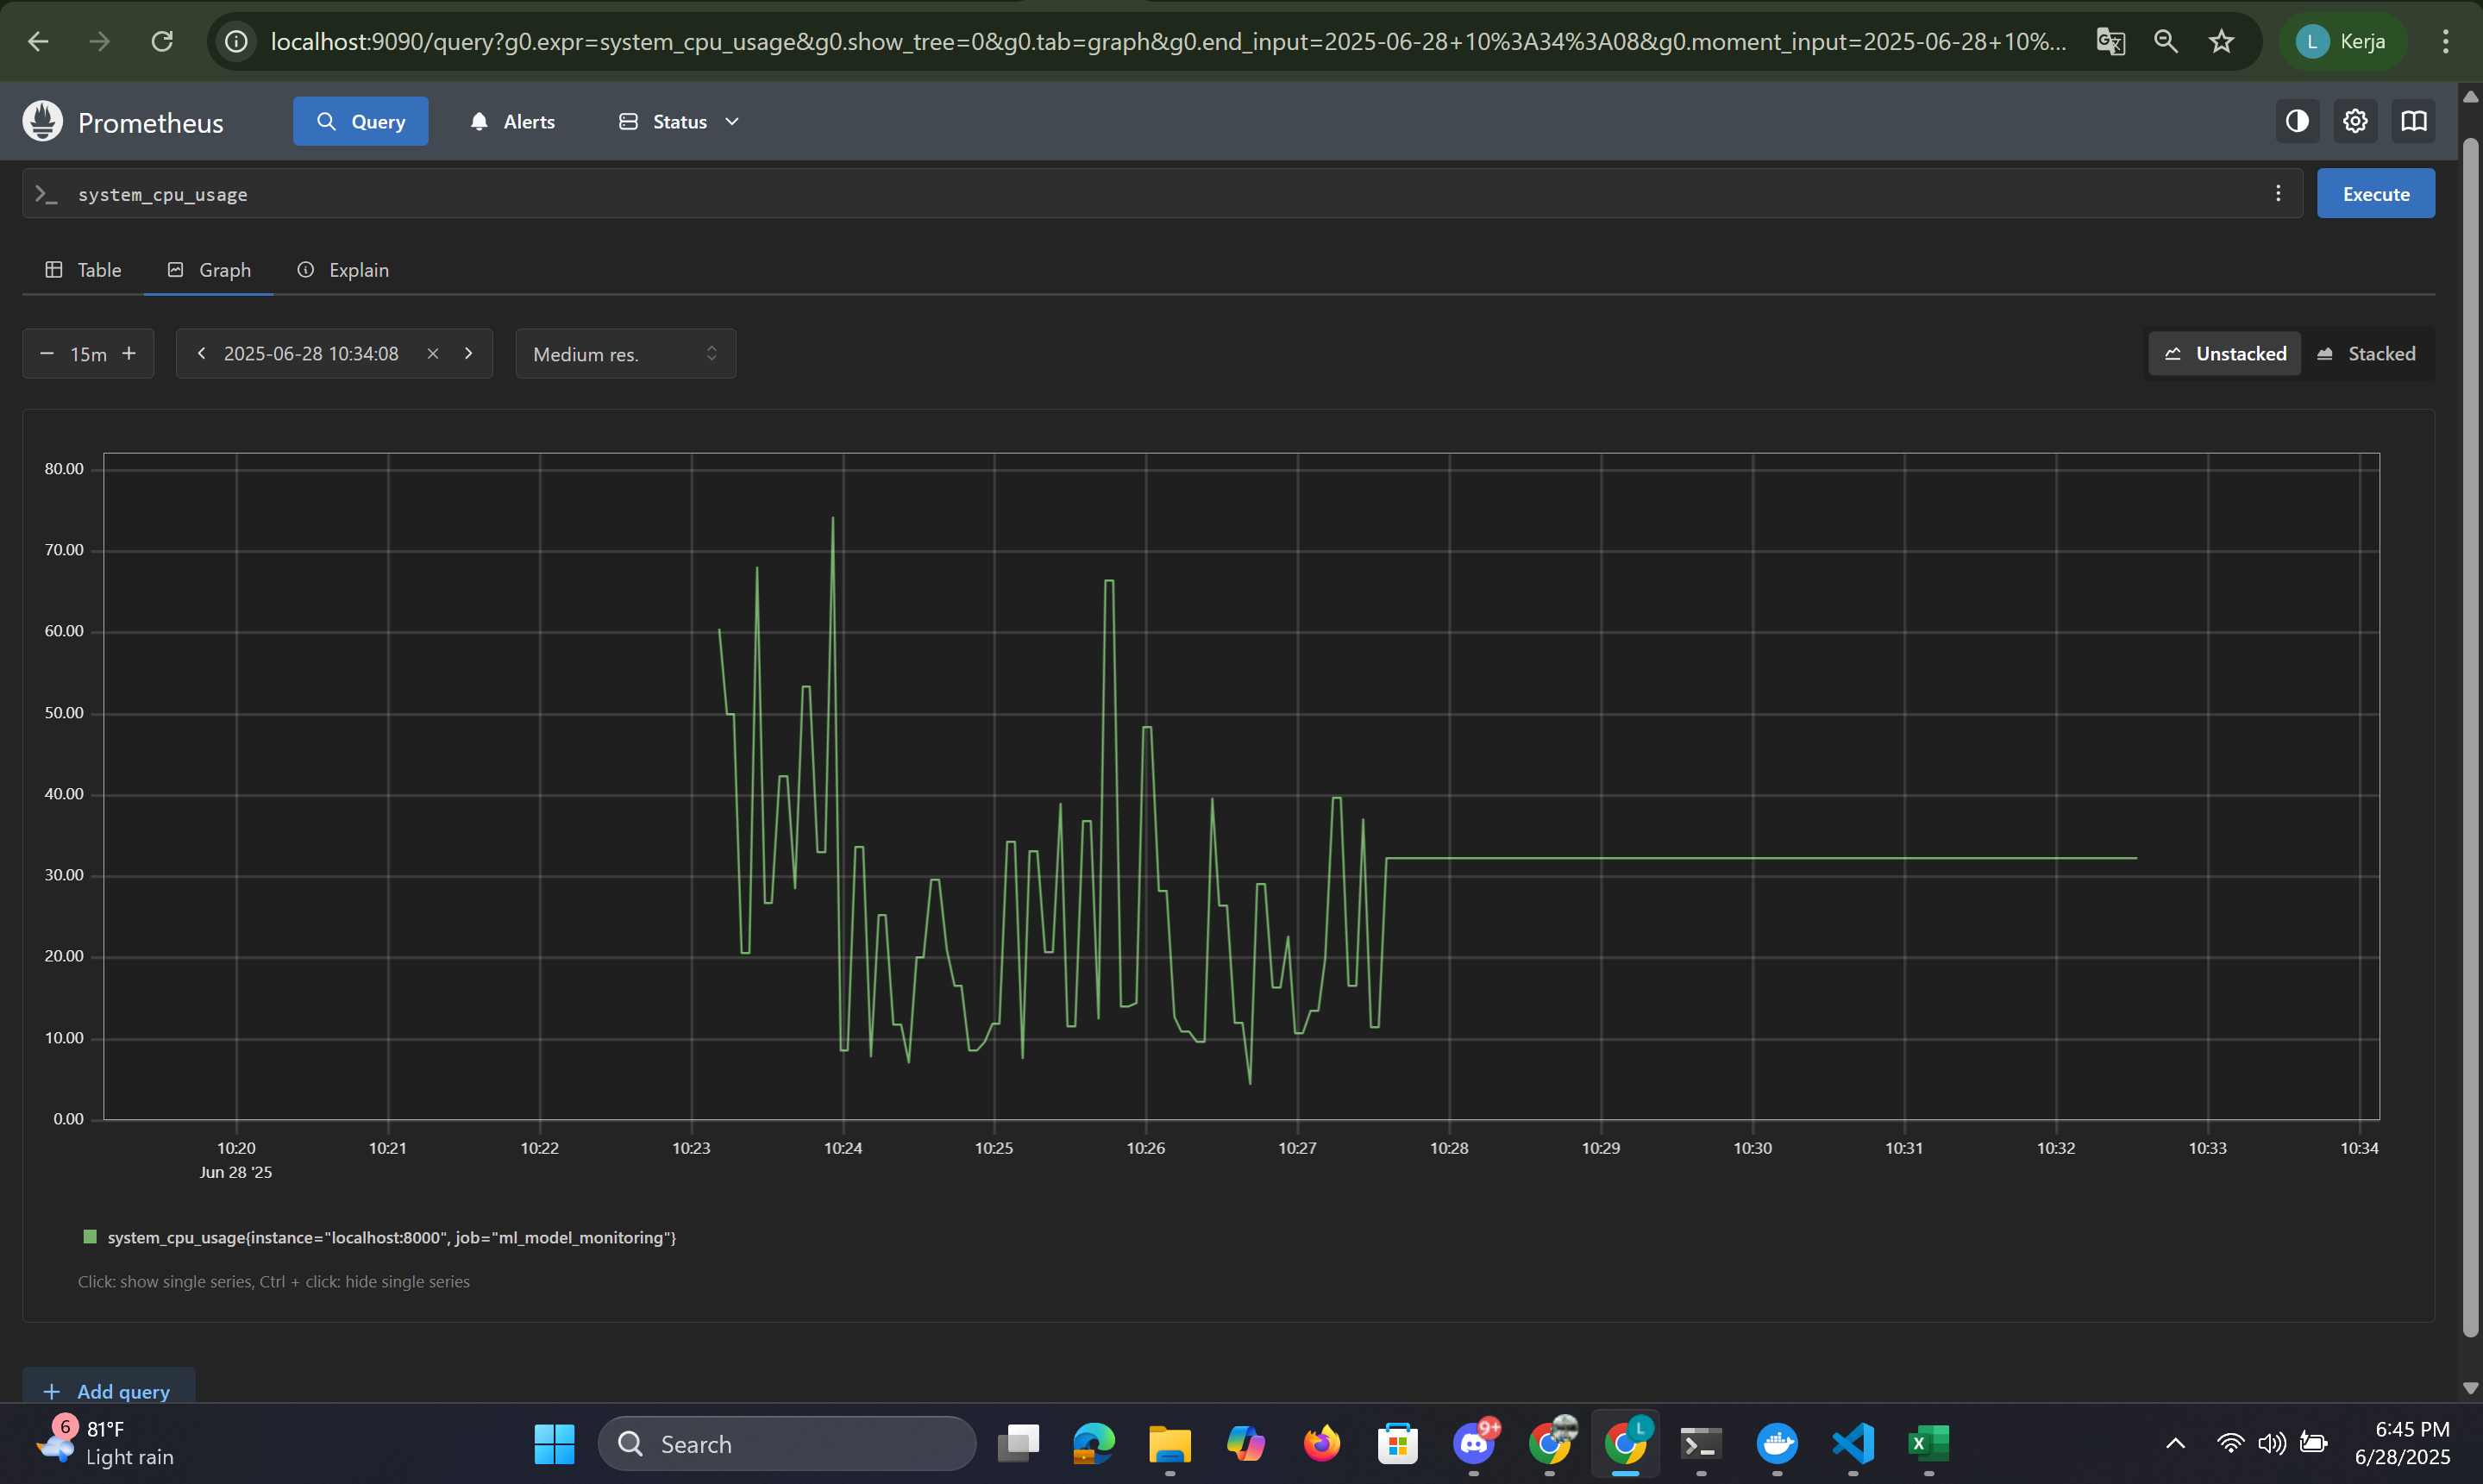 localhost:9090/query?g0.expr=system_cpu_usage&g0.show_tree=0&g0.tab=graph&g0.end_input=2025-06-28+10%3A34%3A08&g0.moment_input=2025-06-28+10%...
L Kerja
Prometheus Query Alerts Status
>_ system_cpu_usage Execute
Table Graph Explain
15m 2025-06-28 10:34:08 Medium res. Unstacked Stacked
80.00
70.00
60.00
50.00
40.00
30.00
20.00
10.00
0.00
10:20 10:21 10:22 10:23 10:24 10:25 10:26 10:27 10:28 10:29 10:30 10:31 10:32 10:33 10:34
Jun 28 '25
system_cpu_usage{instance="localhost:8000", job="ml_model_monitoring"}
Click: show single series, Ctrl + click: hide single series
+ Add query
6 81°F
Light rain
Search
9+
L
6:45 PM
6/28/2025